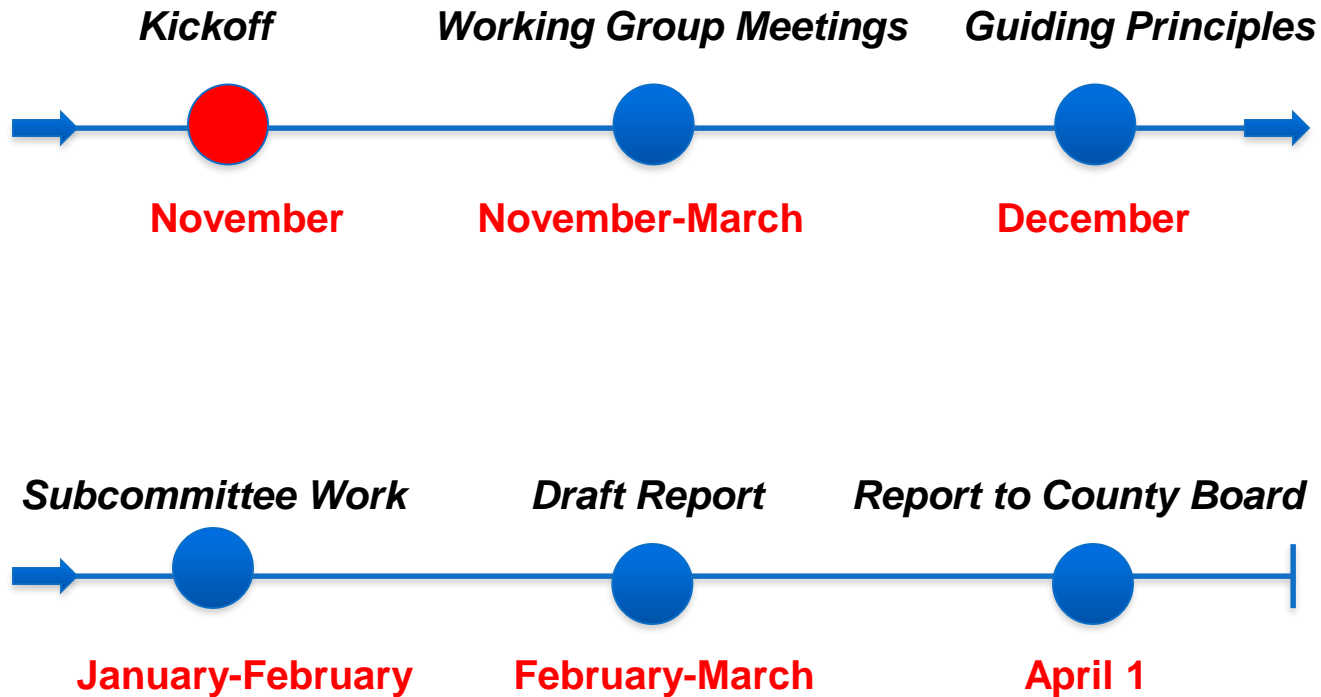 Kickoff
Working Group Meetings
Guiding Principles
November
November-March
December
Subcommittee Work
Draft Report
Report to County Board
January-February
February-March
April 1